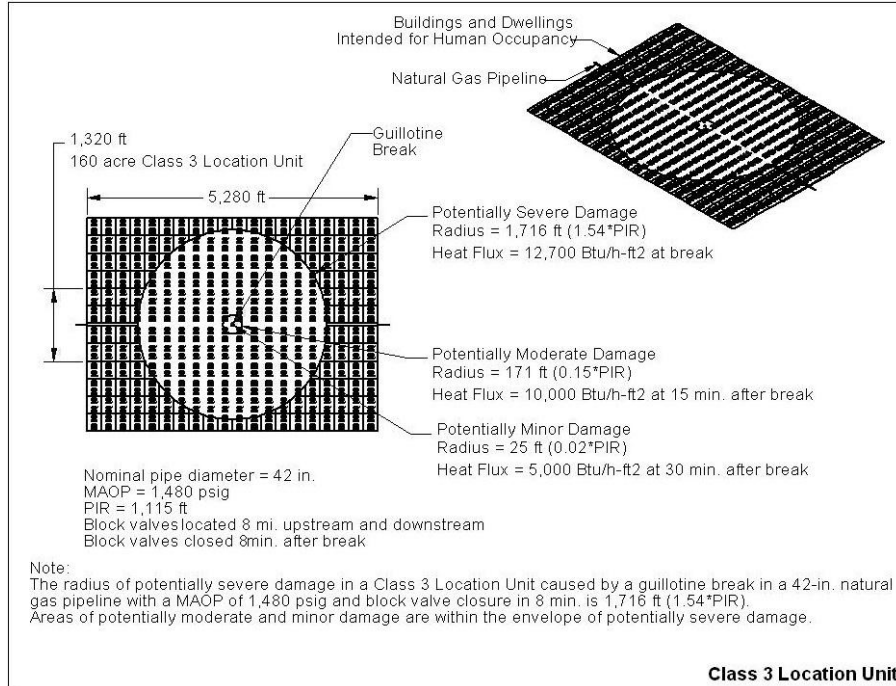 Buildings and Dwellings
Intended for Human Occupancy
Natural Gas Pipeline
Guillotine
Break
1,320 ft
160 acre Class 3 Location Unit
5,280 ft
Potentially Severe Damage
Radius = 1,716 ft (1.54*PIR)
Heat Flux = 12,700 Btu/h-ft2 at break
Potentially Moderate Damage
Radius = 171 ft (0.15*PIR)
Heat Flux = 10,000 Btu/h-ft2 at 15 min. after break
Potentially Minor Damage
Radius = 25 ft (0.02*PIR)
Heat Flux = 5,000 Btu/h-ft2 at 30 min. after break
Nominal pipe diameter = 42 in.
MAOP = 1,480 psig
PIR = 1,115 ft
Block valves located 8 mi. upstream and downstream
Block valves closed 8min. after break
Note:
The radius of potentially severe damage in a Class 3 Location Unit caused by a guillotine break in a 42-in. natural
gas pipeline with a MAOP of 1,480 psig and block valve closure in 8 min. is 1,716 ft (1.54*PIR).
Areas of potentially moderate and minor damage are within the envelope of potentially severe damage.
Class 3 Location Unit